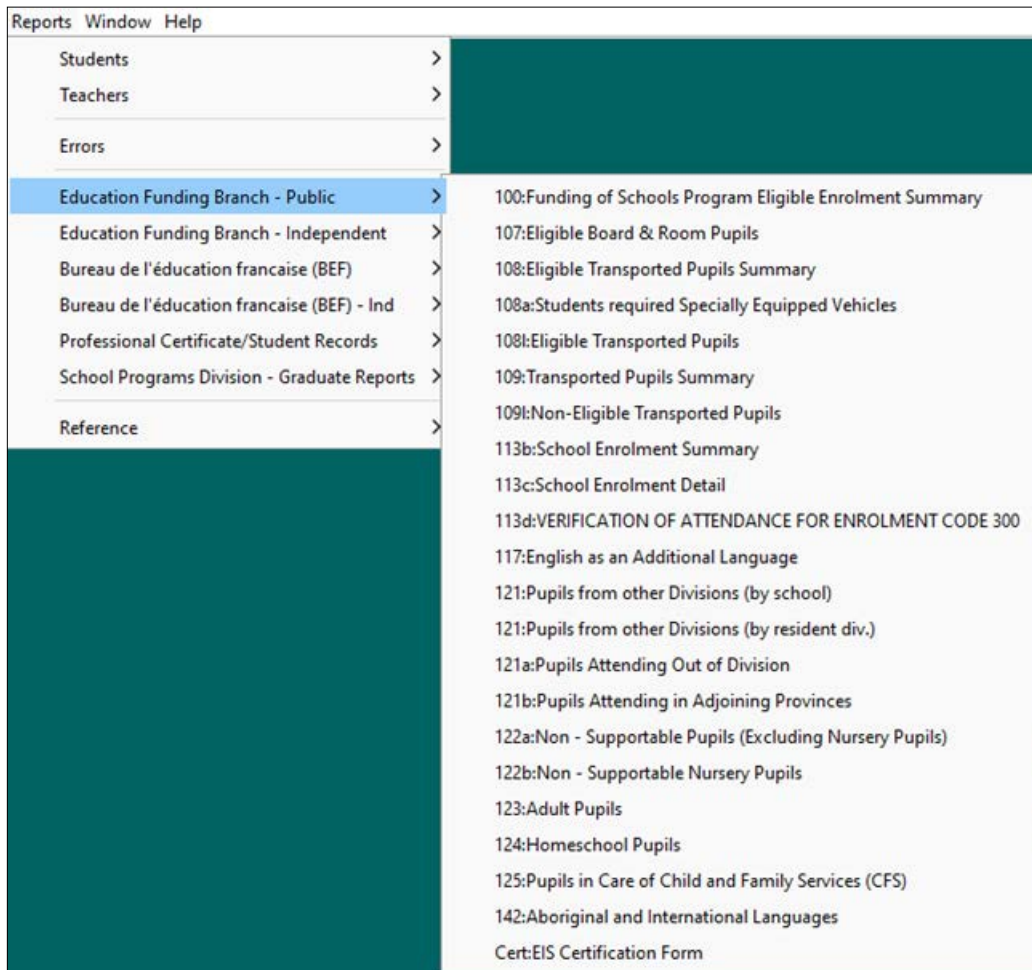 Reports Window Help
Students
Teachers
Errors
Education Funding Branch - Public
Education Funding Branch - Independent
Bureau de l'éducation francaise (BEF)
Bureau de l'éducation francaise (BEF) - Ind
Professional Certificate/Student Records
School Programs Division - Graduate Reports
Reference
100:Funding of Schools Program Eligible Enrolment Summary
107:Eligible Board & Room Pupils
108:Eligible Transported Pupils Summary
108a:Students required Specially Equipped Vehicles
108l:Eligible Transported Pupils
109:Transported Pupils Summary
109l:Non-Eligible Transported Pupils
113b:School Enrolment Summary
113c:School Enrolment Detail
113d:VERIFICATION OF ATTENDANCE FOR ENROLMENT CODE 300
117:English as an Additional Language
121:Pupils from other Divisions (by school)
121:Pupils from other Divisions (by resident div.)
121a:Pupils Attending Out of Division
121b:Pupils Attending in Adjoining Provinces
122a:Non - Supportable Pupils (Excluding Nursery Pupils)
122b:Non - Supportable Nursery Pupils
123:Adult Pupils
124:Homeschool Pupils
125:Pupils in Care of Child and Family Services (CFS)
142:Aboriginal and International Languages
Cert:EIS Certification Form